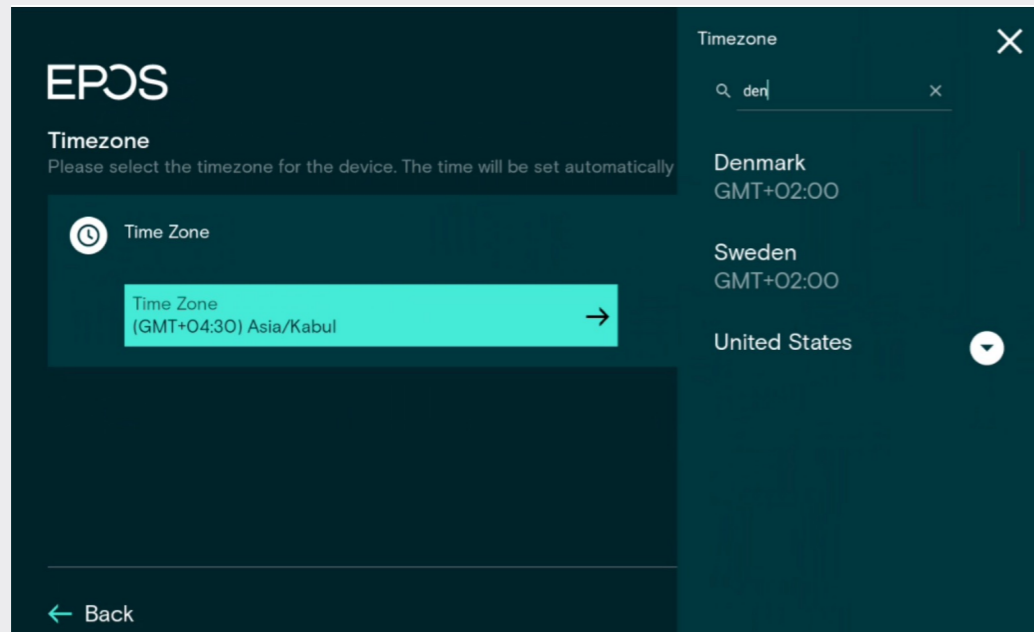 EPOS
Timezone
Please select the timezone for the device. The time will be set automatically
Time Zone
Time Zone
(GMT+04:30) Asia/Kabul
Back
Timezone
den
Denmark
GMT+02:00
Sweden
GMT+02:00
United States